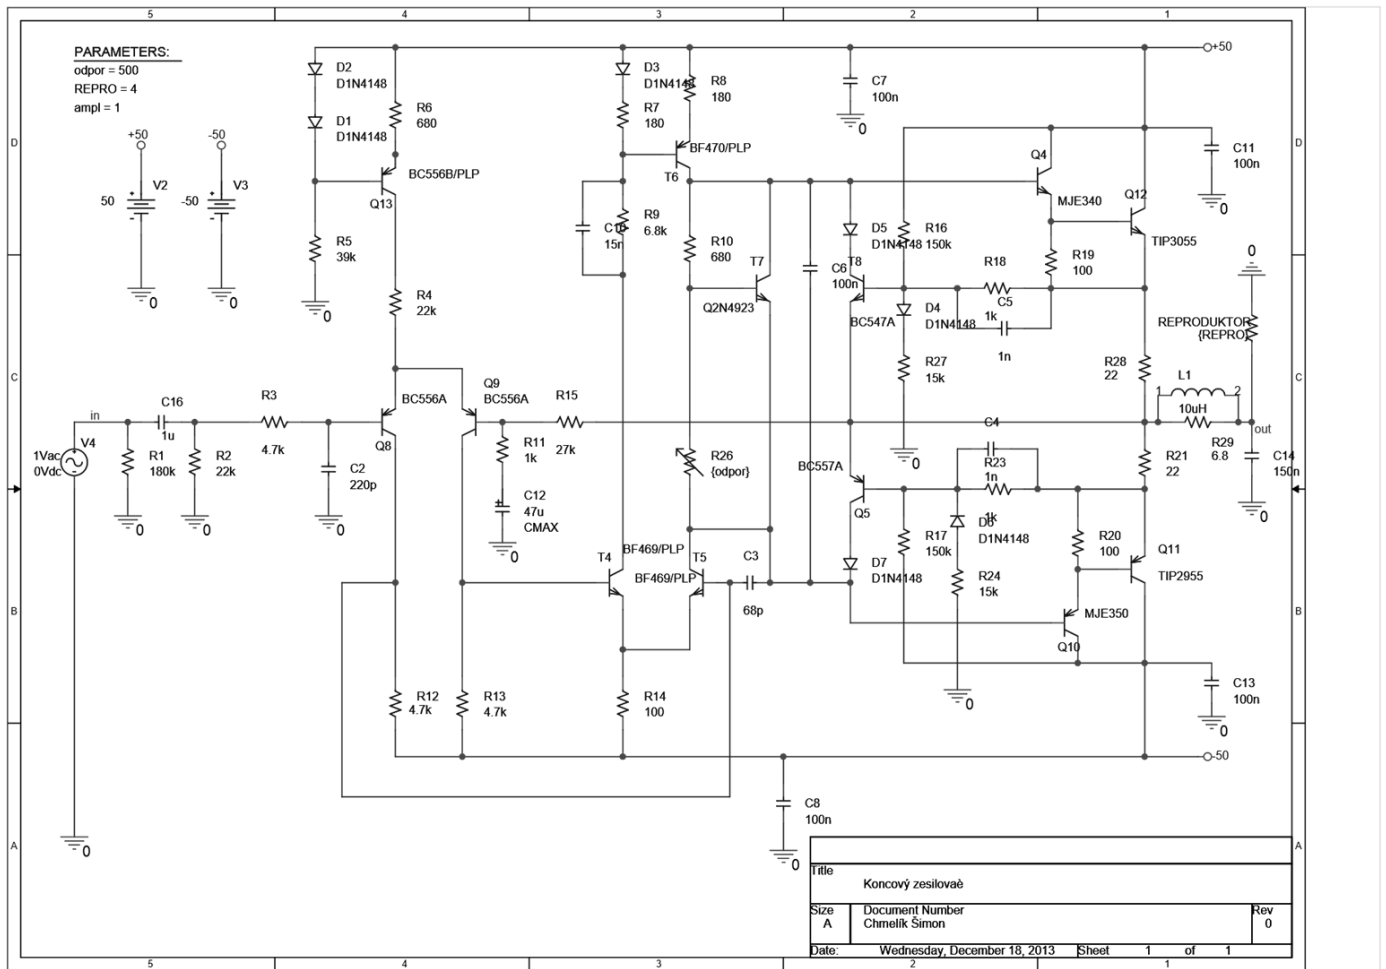 5 4 3 2 1
PARAMETERS:
odpor = 500
REPRO = 4
ampl = 1
+50
-50
V2
50
V3
-50
0
0
D2
D1N4148
D1
D1N4148
R6
680
BC556B/PLP
Q13
R5
39k
0
R4
22k
D3
D1N4148
R7
180
R8
180
BF470/PLP
T6
R9
6.8k
C10
15n
R10
680
T7
Q2N4923
C7
100n
0
+50
Q4
MJE340
C11
100n
0
Q12
TIP3055
D5
D1N4148
R16
150k
R19
100
C6
100n
T8
BC547A
D4
D1N4148
R18
1k
C5
1n
0
REPRODUKTOR
{REPRO}
R27
15k
0
R28
22
L1
1
2
10uH
R29
6.8
out
C14
150n
0
in
C16
1u
R3
4.7k
V4
1Vac
0Vdc
R1
180k
0
R2
22k
0
C2
220p
0
BC556A
Q8
Q9
BC556A
R15
27k
R11
1k
C12
47u
CMAX
0
R26
{odpor}
BC557A
Q5
C4
1n
R23
1k
R21
22
R17
150k
D6
D1N4148
R20
100
Q11
TIP2955
D7
D1N4148
R24
15k
MJE350
Q10
0
T4
BF469/PLP
BF469/PLP
T5
C3
68p
R12
4.7k
R13
4.7k
R14
100
C13
100n
0
-50
C8
100n
0
0
D
C
B
A
D
C
B
A
Title
Koncový zesilovaè
Size
A
Document Number
Chmelík Šimon
Rev
0
Date: Wednesday, December 18, 2013 Sheet 1 of 1
5 4 3 2 1